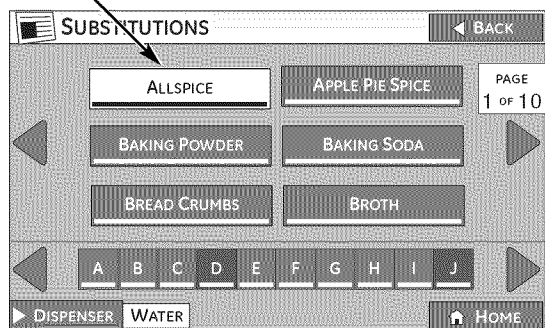 SUBSTITUTIONS BACK
ALLSPICE APPLE PIE SPICE PAGE
1 OF 10
BAKING POWDER BAKING SODA
BREAD CRUMBS BROTH
A B C D E F G H I J
DISPENSER WATER HOME